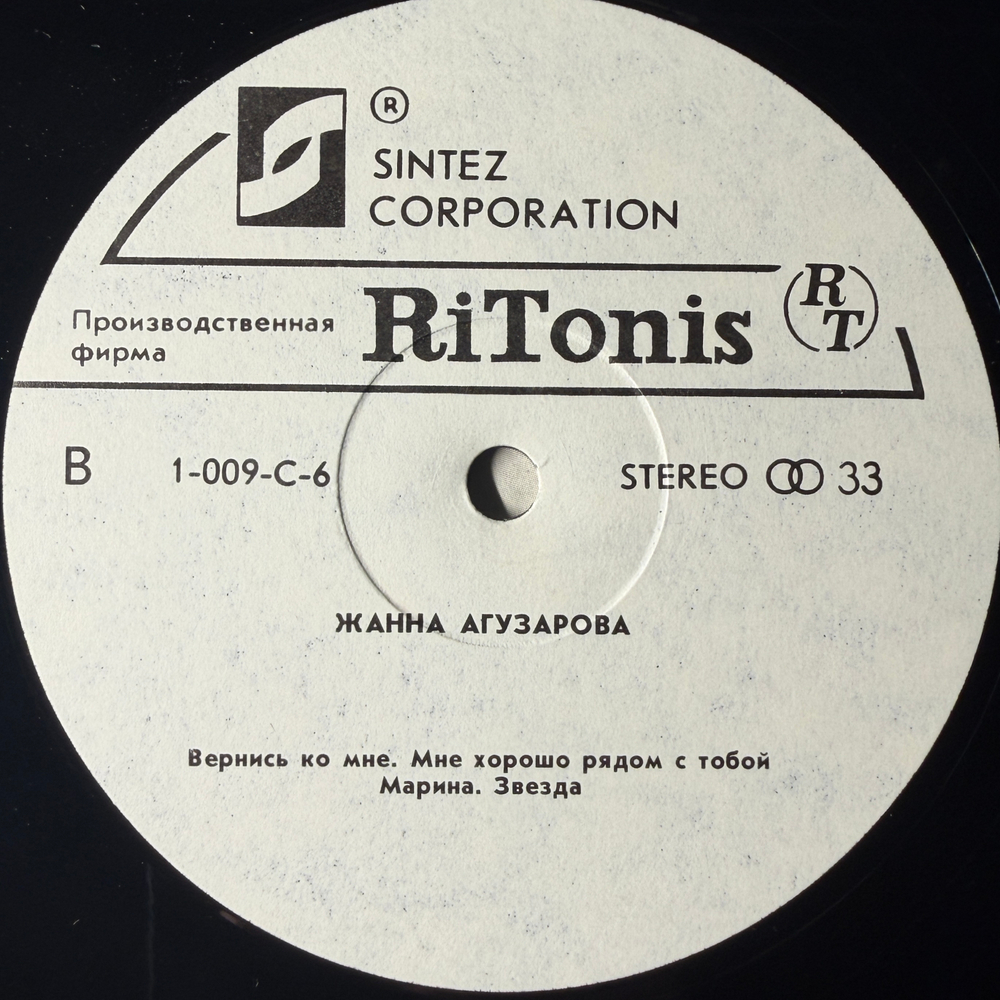 ®
SINTEZ
CORPORATION
Производственная
фирма
RiTonis
RT
B 1-009-C-6 STEREO 33
ЖАННА АГУЗАРОВА
Вернись ко мне. Мне хорошо рядом с тобой
Марина. Звезда